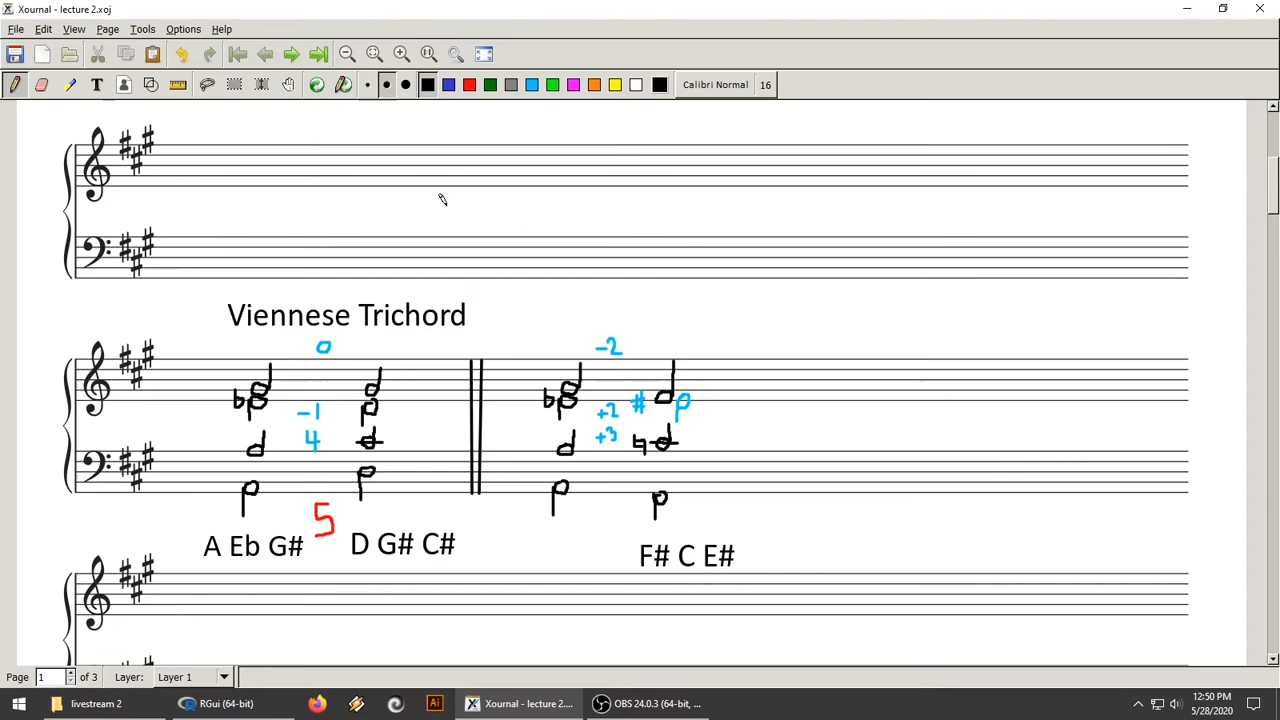 Xournal - lecture 2.xoj
File Edit View Page Tools Options Help
Calibri Normal 16
Viennese Trichord
0 -2
-1 +2
4 +3
5
A Eb G# D G# C# F# C E#
Page 1 of 3 Layer: Layer 1
livestream 2 RGui (64-bit) Ai Xournal - lecture 2.... OBS 24.0.3 (64-bit, ... 12:50 PM
5/28/2020